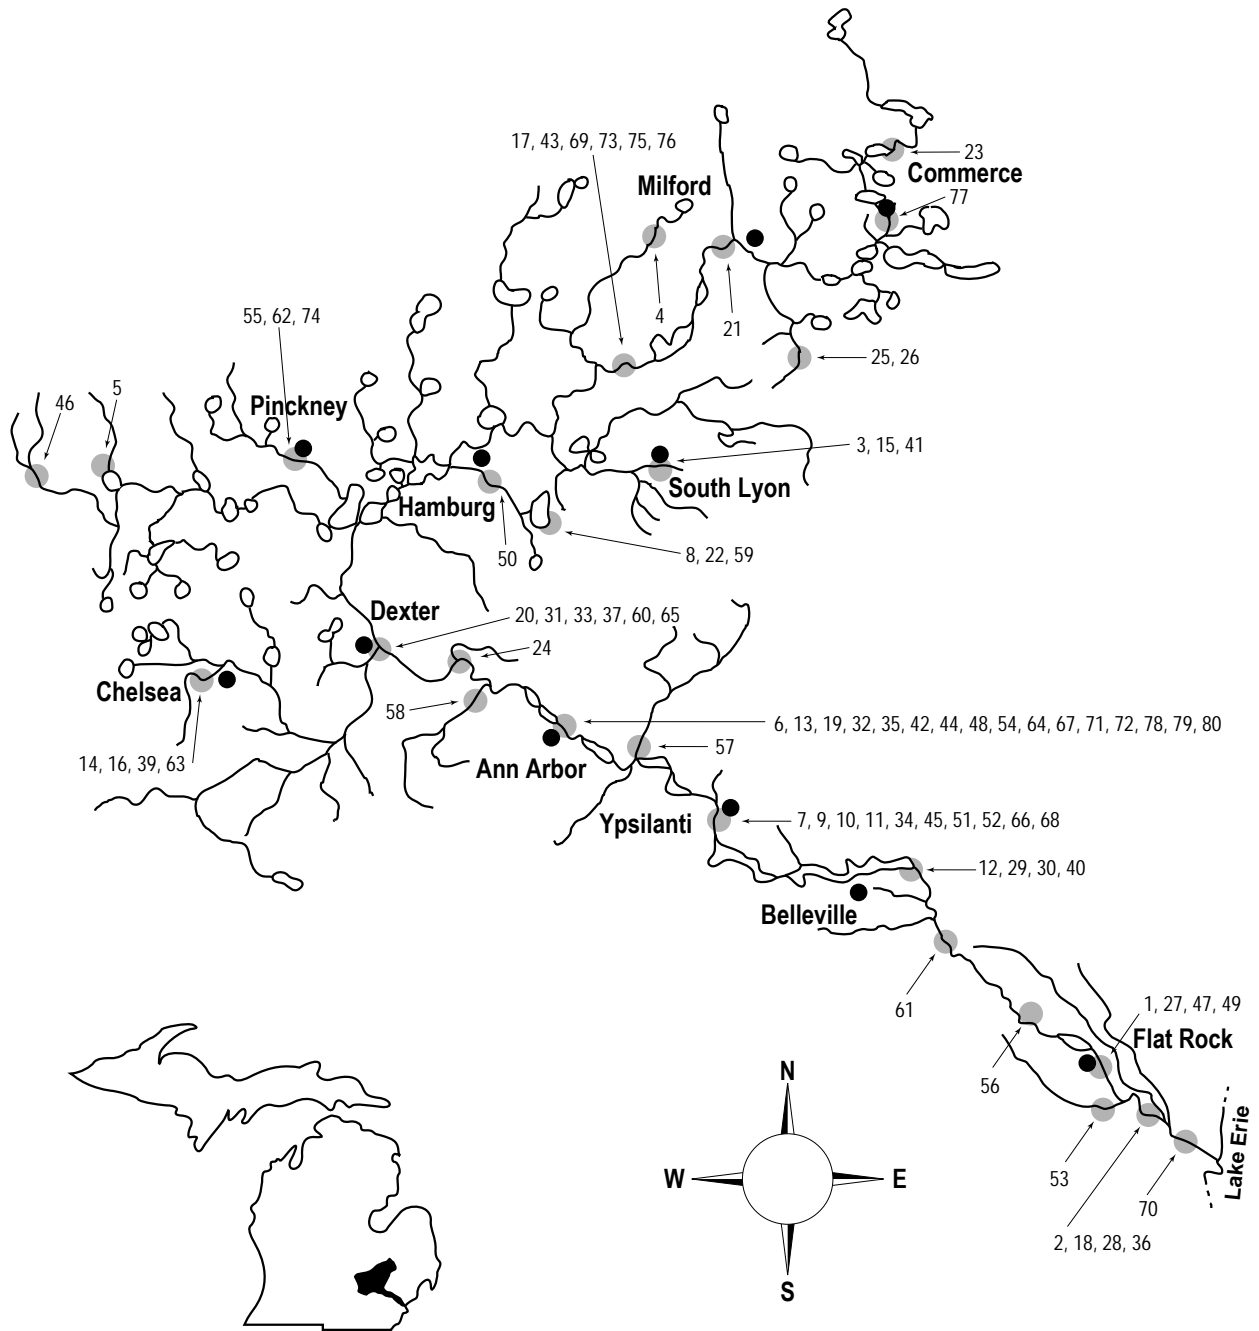 17, 43, 69, 73, 75, 76
23
Commerce
Milford
77
4
21
55, 62, 74
25, 26
5
46
Pinckney
3, 15, 41
South Lyon
Hamburg
50
8, 22, 59
Dexter
20, 31, 33, 37, 60, 65
24
Chelsea
58
6, 13, 19, 32, 35, 42, 44, 48, 54, 64, 67, 71, 72, 78, 79, 80
57
14, 16, 39, 63
Ann Arbor
Ypsilanti
7, 9, 10, 11, 34, 45, 51, 52, 66, 68
12, 29, 30, 40
Belleville
61
1, 27, 47, 49
Flat Rock
56
53
70
2, 18, 28, 36
Lake Erie
N
W
E
S